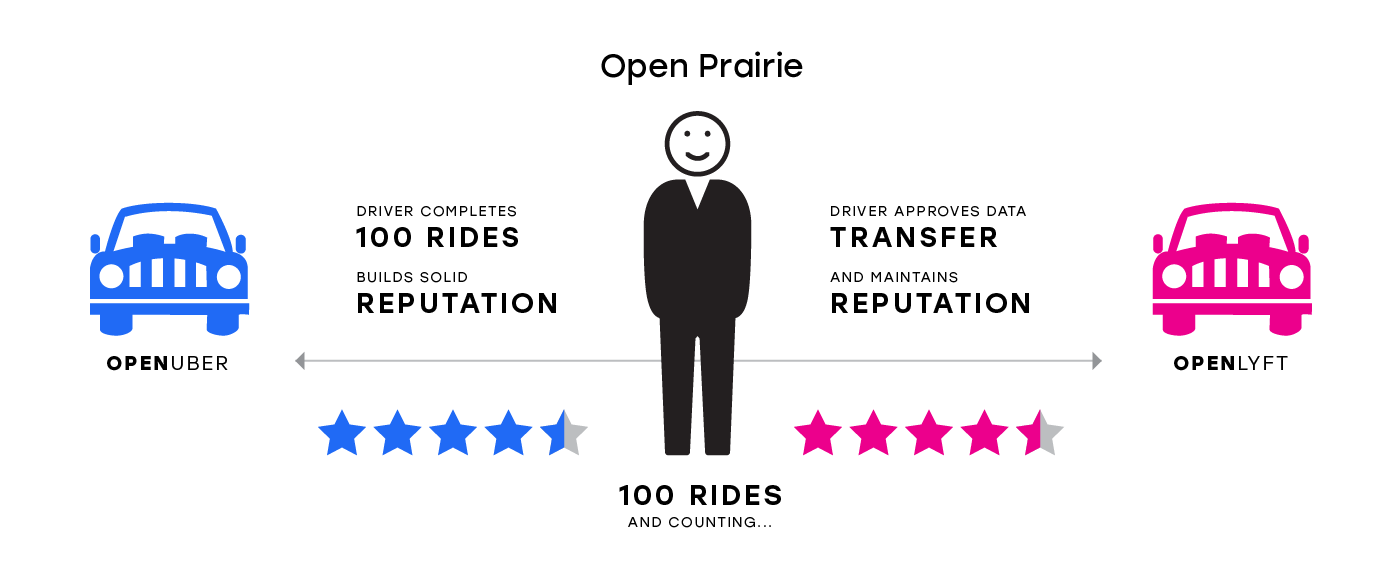 Open Prairie
DRIVER COMPLETES
100 RIDES
BUILDS SOLID
REPUTATION
DRIVER APPROVES DATA
TRANSFER
AND MAINTAINS
REPUTATION
OPENUBER
OPENLYFT
100 RIDES
AND COUNTING...